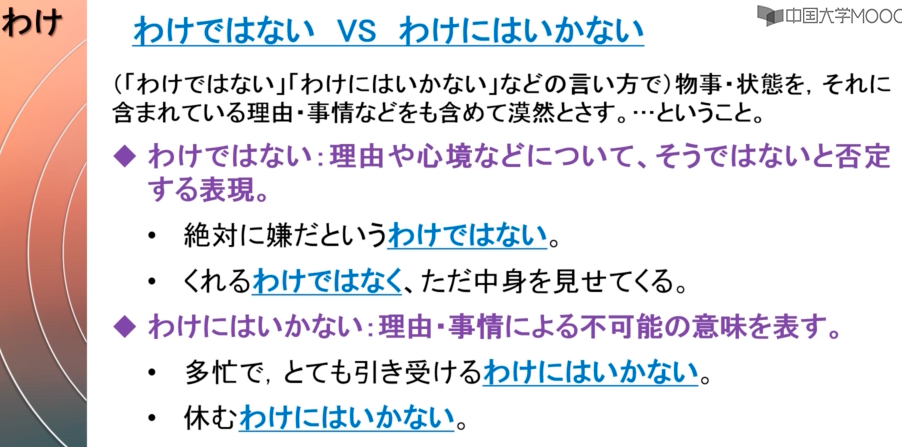 わけ
中国大学MOOC
わけではない　VS　わけにはいかない
(「わけではない」「わけにはいかない」などの言い方で)物事・状態を，それに
含まれている理由・事情などをも含めて漠然とさす。…ということ。
◆ わけではない：理由や心境などについて、そうではないと否定
する表現。
• 絶対に嫌だというわけではない。
• くれるわけではなく、ただ中身を見せてくる。
◆ わけにはいかない：理由・事情による不可能の意味を表す。
• 多忙で，とても引き受けるわけにはいかない。
• 休むわけにはいかない。